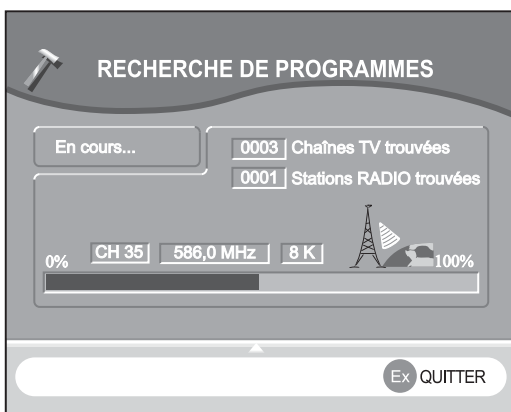 RECHERCHE DE PROGRAMMES
En cours...
0003 Chaînes TV trouvées
0001 Stations RADIO trouvées
CH 35 586,0 MHz 8 K
0% 100%
Ex QUITTER